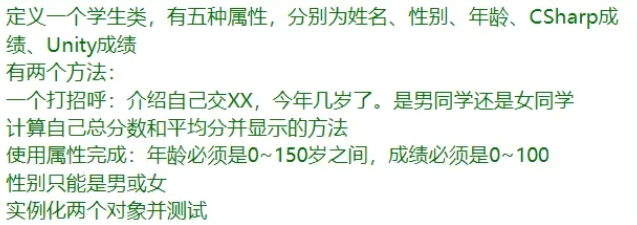 定义一个学生类，有五种属性，分别为姓名、性别、年龄、CSharp成
绩、Unity成绩
有两个方法：
一个打招呼：介绍自己交XX，今年几岁了。是男同学还是女同学
计算自己总分数和平均分并显示的方法
使用属性完成：年龄必须是0~150岁之间，成绩必须是0~100
性别只能是男或女
实例化两个对象并测试